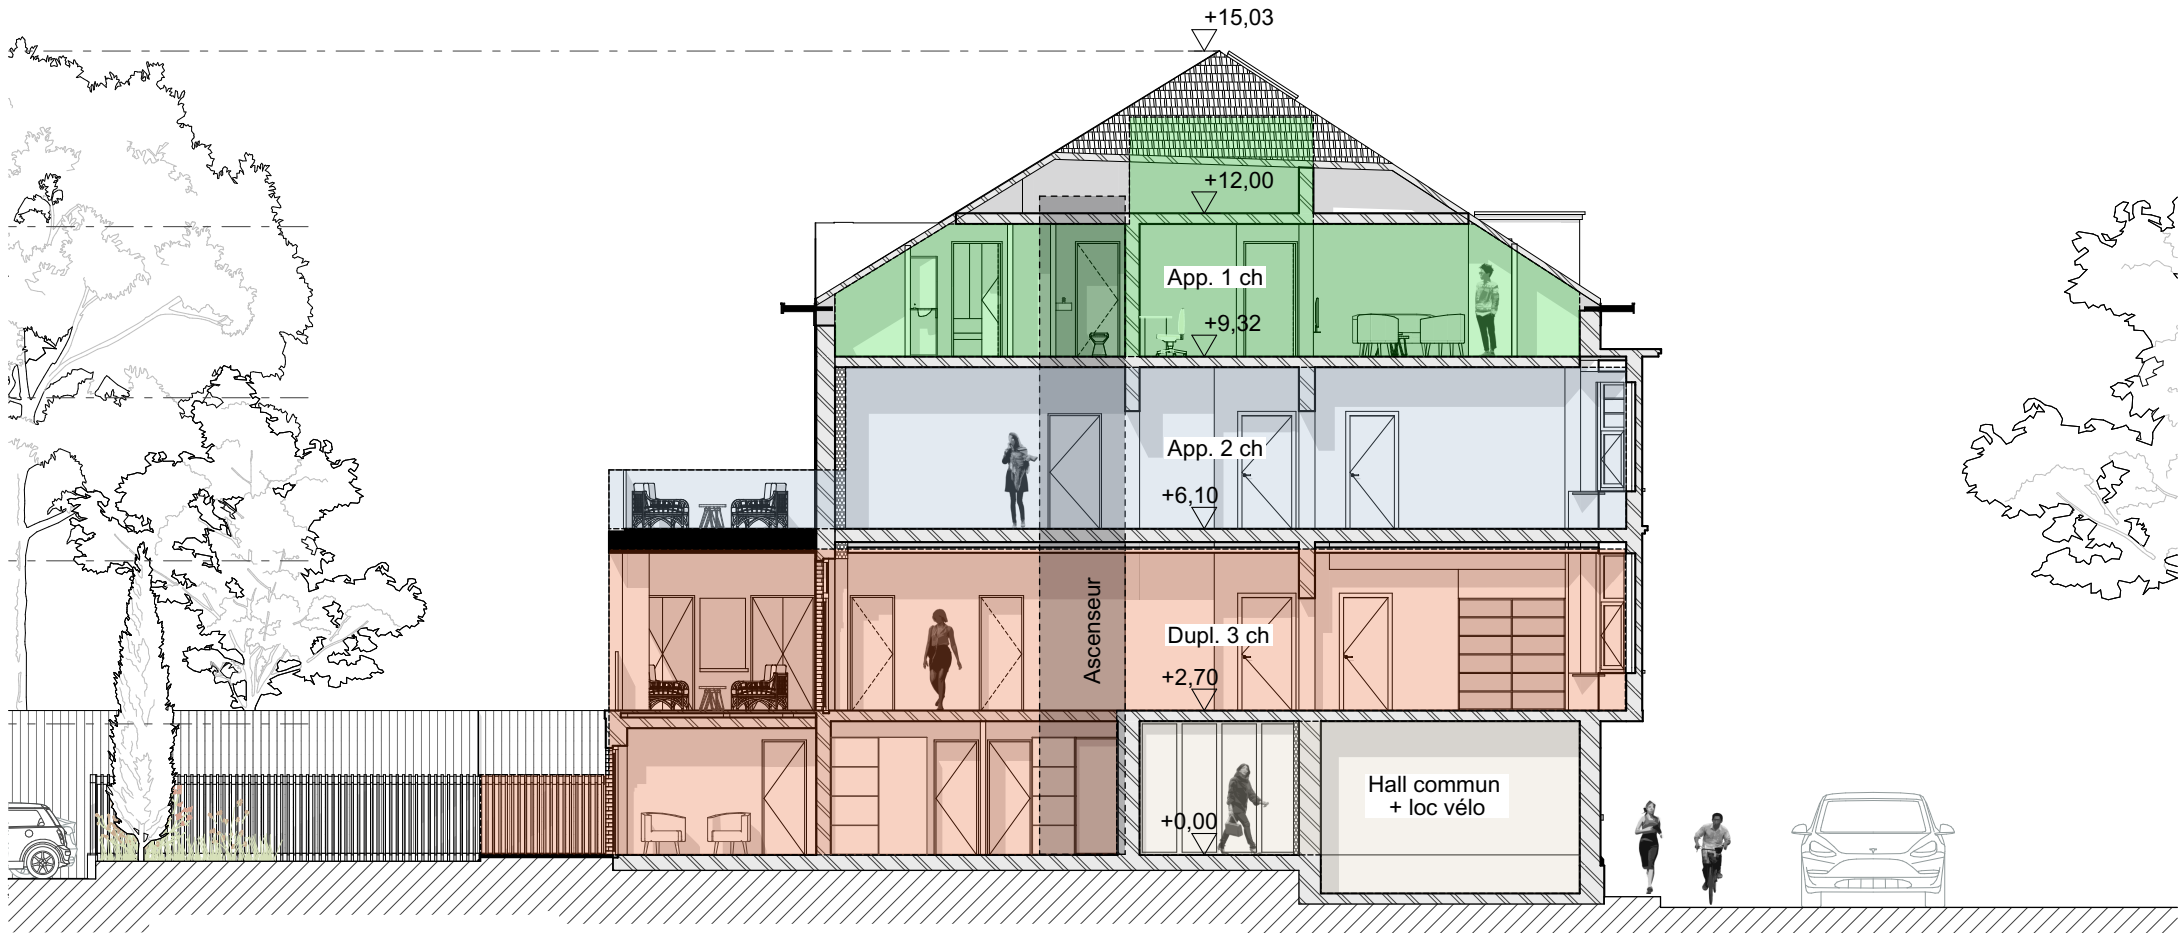 +15,03
+12,00
App. 1 ch
+9,32
App. 2 ch
+6,10
Ascenseur
Dupl. 3 ch
+2,70
Hall commun
+ loc vélo
+0,00